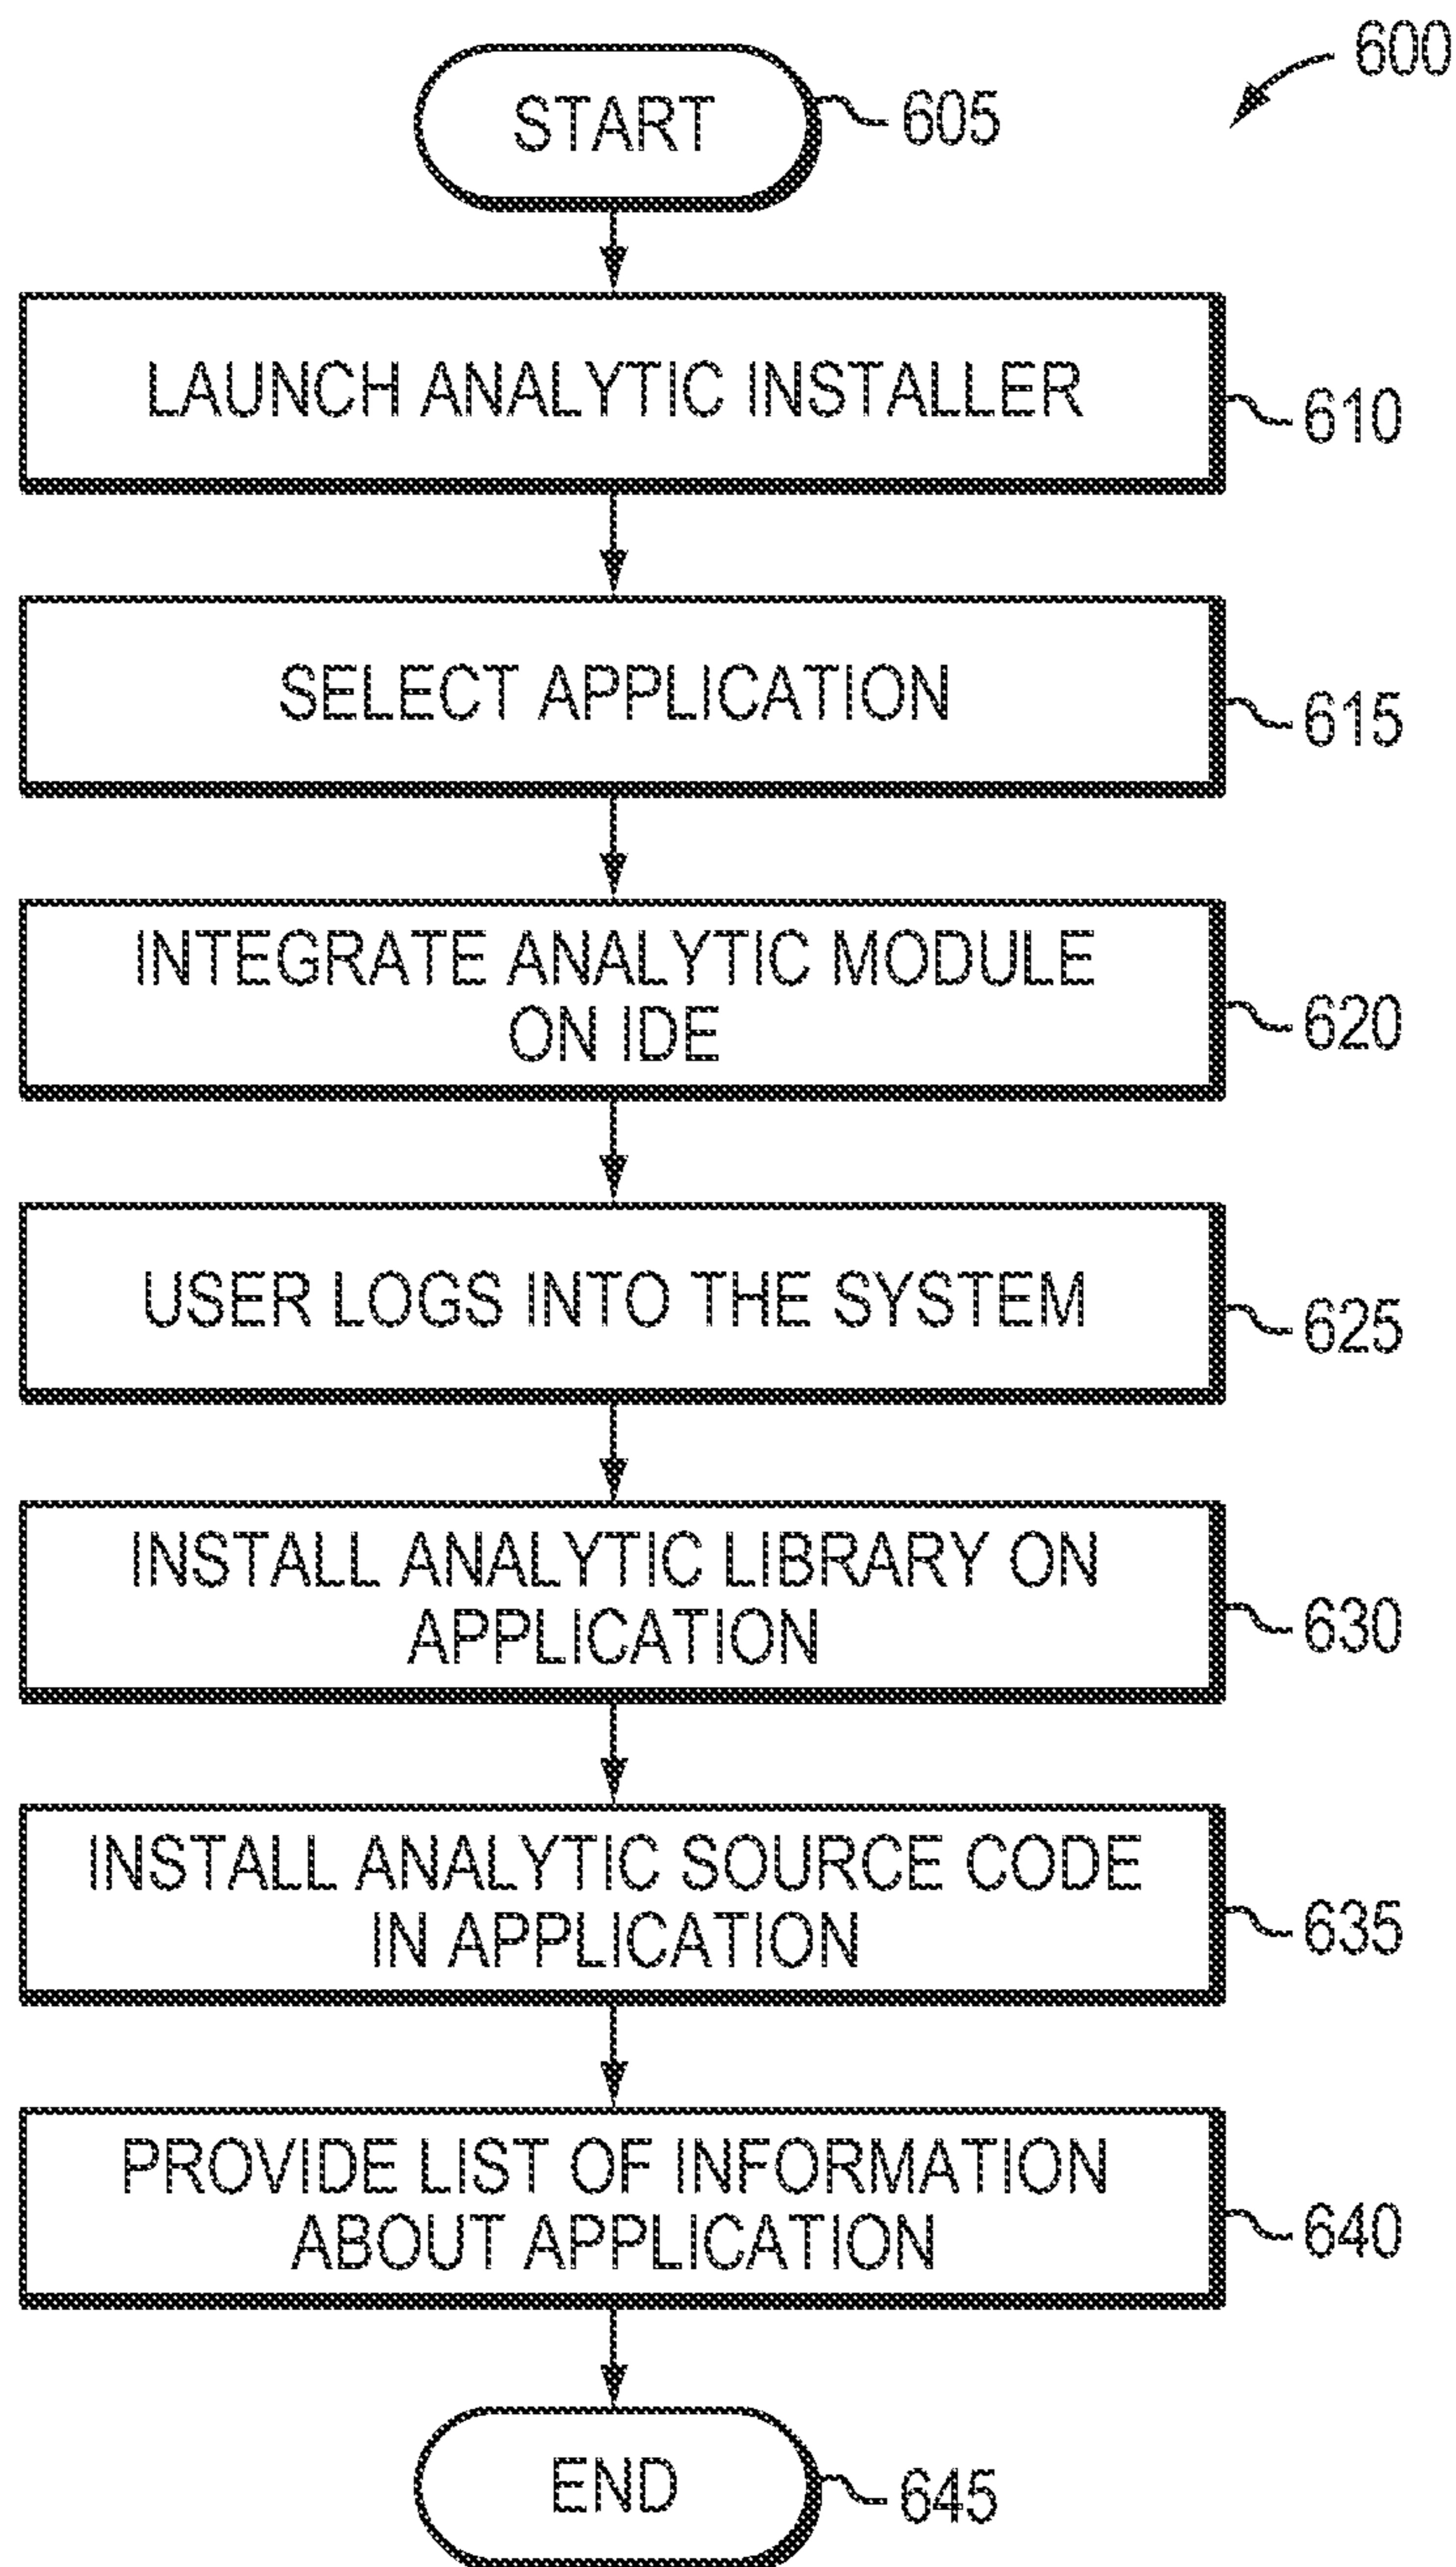 600
START
605
LAUNCH ANALYTIC INSTALLER
610
SELECT APPLICATION
615
INTEGRATE ANALYTIC MODULE
ON IDE
620
USER LOGS INTO THE SYSTEM
625
INSTALL ANALYTIC LIBRARY ON
APPLICATION
630
INSTALL ANALYTIC SOURCE CODE
IN APPLICATION
635
PROVIDE LIST OF INFORMATION
ABOUT APPLICATION
640
END
645